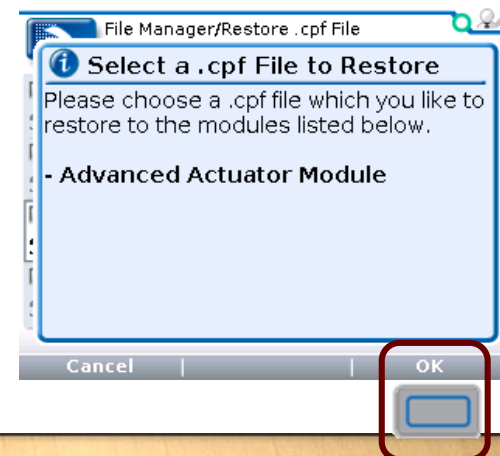 File Manager/Restore .cpf File
Select a .cpf File to Restore
Please choose a .cpf file which you like to
restore to the modules listed below.
- Advanced Actuator Module
Cancel | | OK